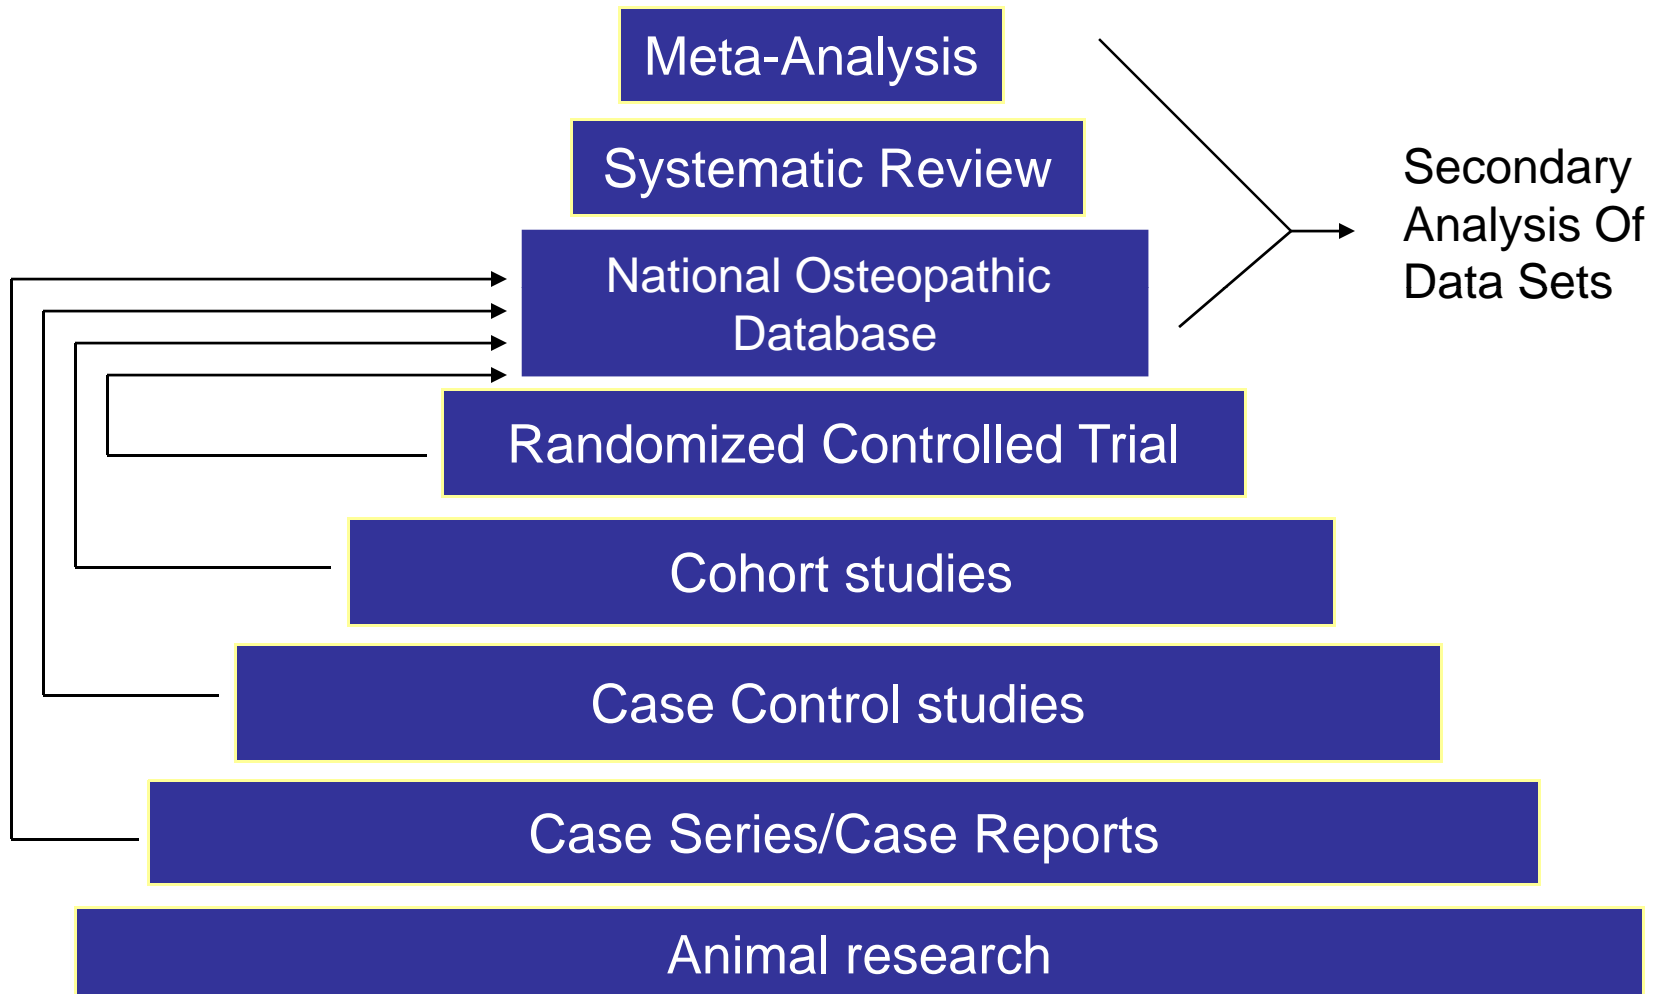 Meta-Analysis
Systematic Review
Secondary
Analysis Of
Data Sets
National Osteopathic
Database
Randomized Controlled Trial
Cohort studies
Case Control studies
Case Series/Case Reports
Animal research